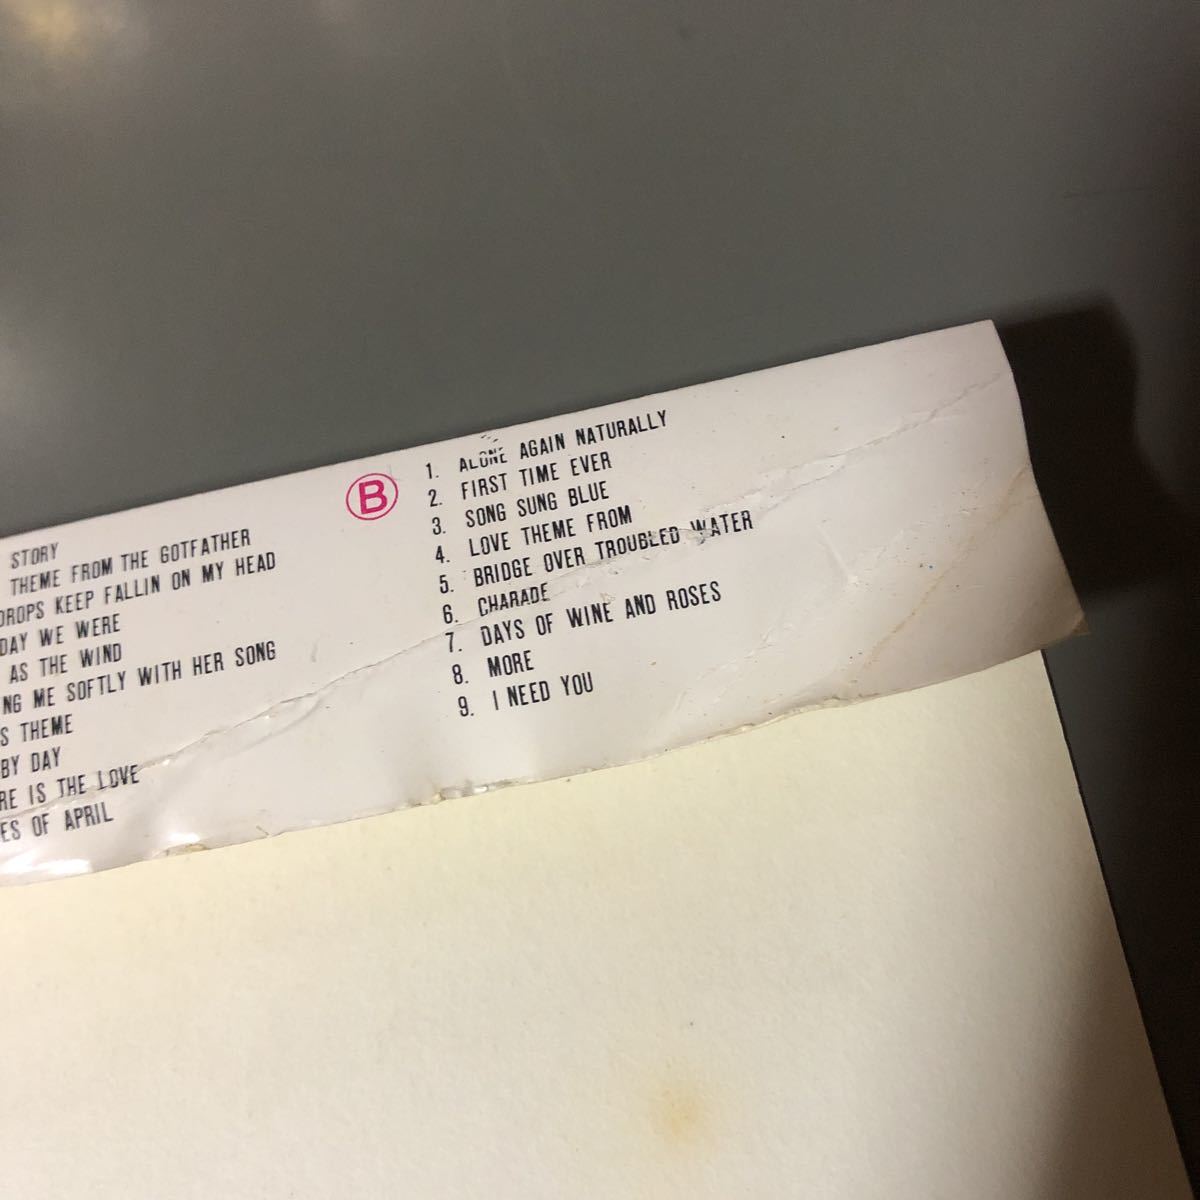 STORY
THEME FROM THE GOTFATHER
DROPS KEEP FALLIN ON MY HEAD
DAY WE WERE
AS THE WIND
NG ME SOFTLY WITH HER SONG
S THEME
BY DAY
RE IS THE LOVE
ES OF APRIL
B
1. ALONE AGAIN NATURALLY
2. FIRST TIME EVER
3. SONG SUNG BLUE
4. LOVE THEME FROM
5. BRIDGE OVER TROUBLED WATER
6. CHARADE
7. DAYS OF WINE AND ROSES
8. MORE
9. I NEED YOU